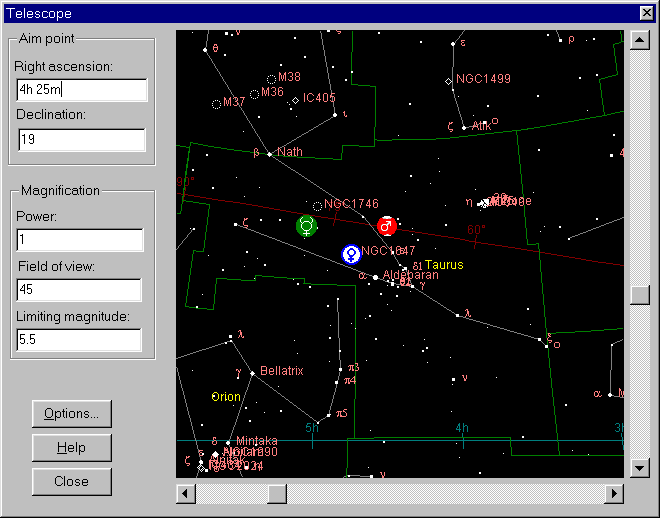 Telescope
Aim point
Right ascension:
4h 25m
Declination:
19
Magnification
Power:
1
Field of view:
45
Limiting magnitude:
5.5
Options...
Help
Close
θ
ν
ε
ρ
M38
M36
M37
IC405
ι
NGC1499
ζ
Atik
ο
β Nath
90°
NGC1746
η
ζ
60°
NGC1647
δ1
Taurus
α Aldebaran
γ
λ
ξ
ο
λ
γ
Bellatrix
π3
π4
ν
α
Orion
π5
5h
4h
3h
δ Mintaka
ζ
η